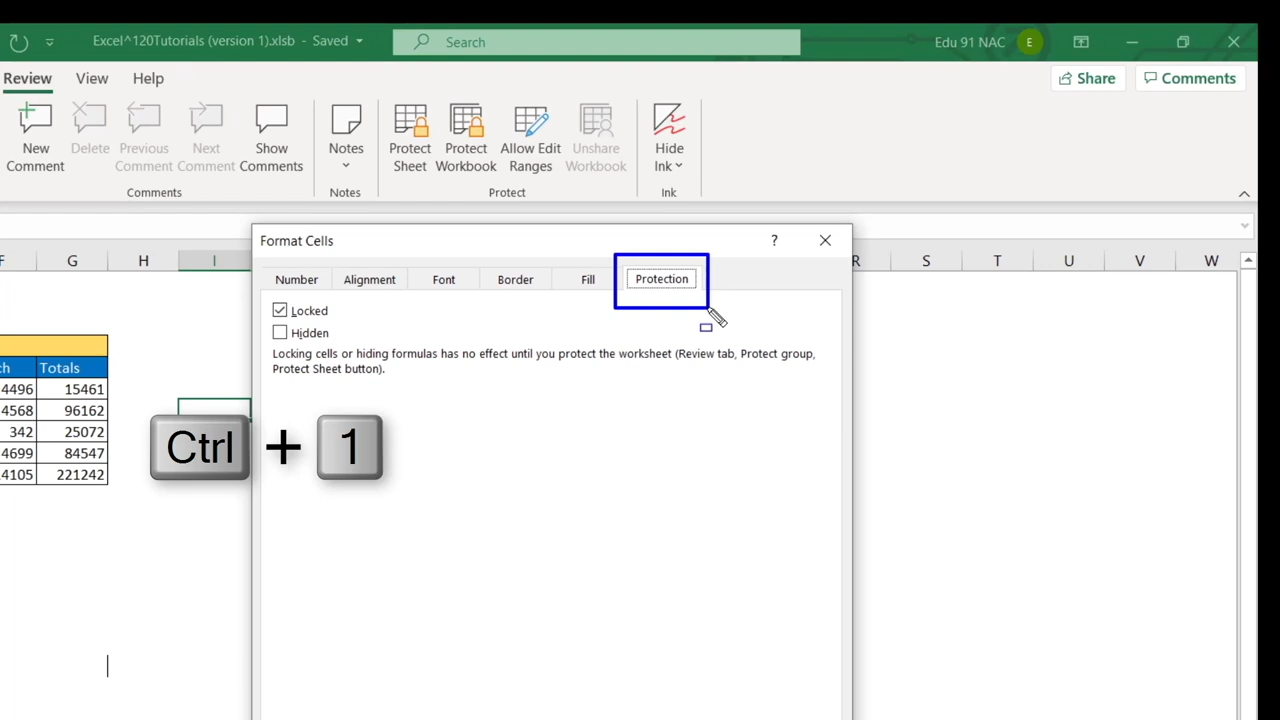 Excel^120Tutorials (version 1).xlsb - Saved
Search
Edu 91 NAC
E
Review View Help
Share
Comments
New Comment
Delete
Previous Comment
Next Comment
Show Comments
Notes
Protect Sheet
Protect Workbook
Allow Edit Ranges
Unshare Workbook
Hide Ink
Comments
Notes
Protect
Ink
Format Cells
?
F G H I R S T U V W
Number Alignment Font Border Fill Protection
Locked
Hidden
Locking cells or hiding formulas has no effect until you protect the worksheet (Review tab, Protect group,
Protect Sheet button).
ch Totals
4496 15461
4568 96162
342 25072
4699 84547
4105 221242
Ctrl + 1